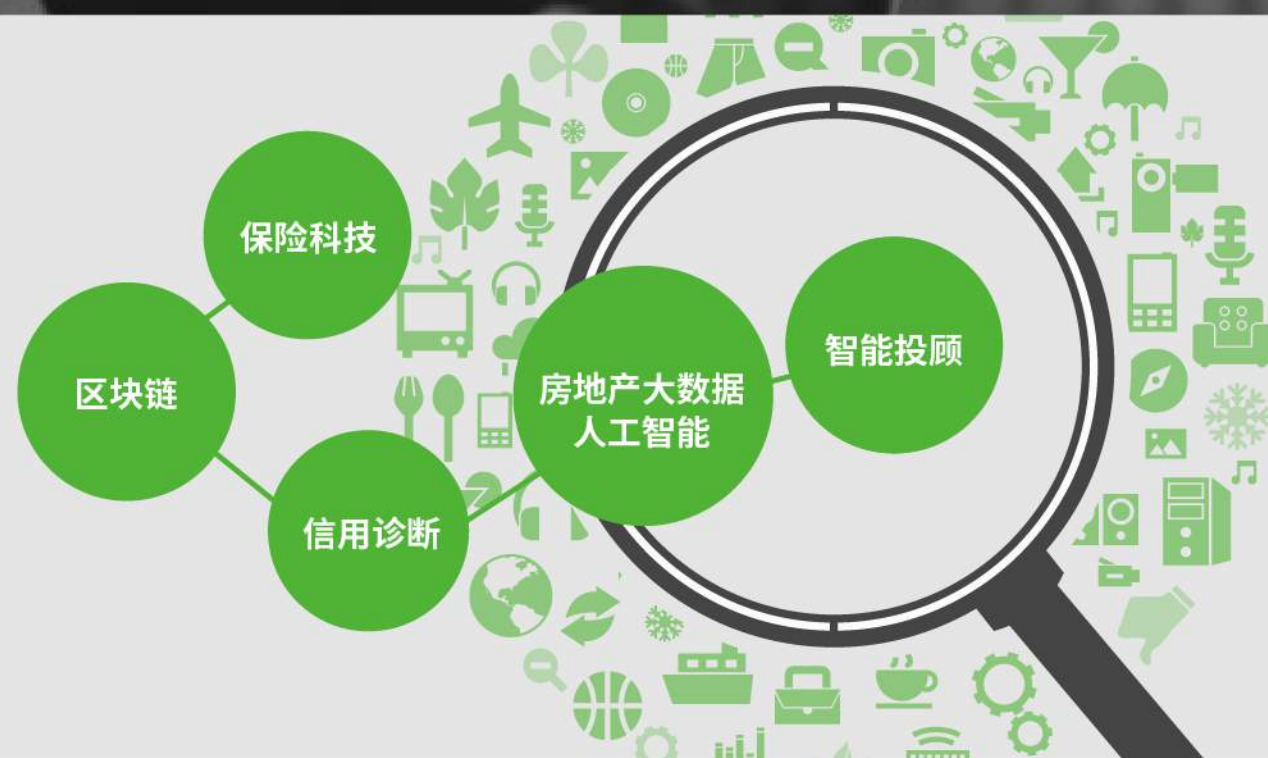 保险科技
区块链
信用诊断
房地产大数据
人工智能
智能投顾